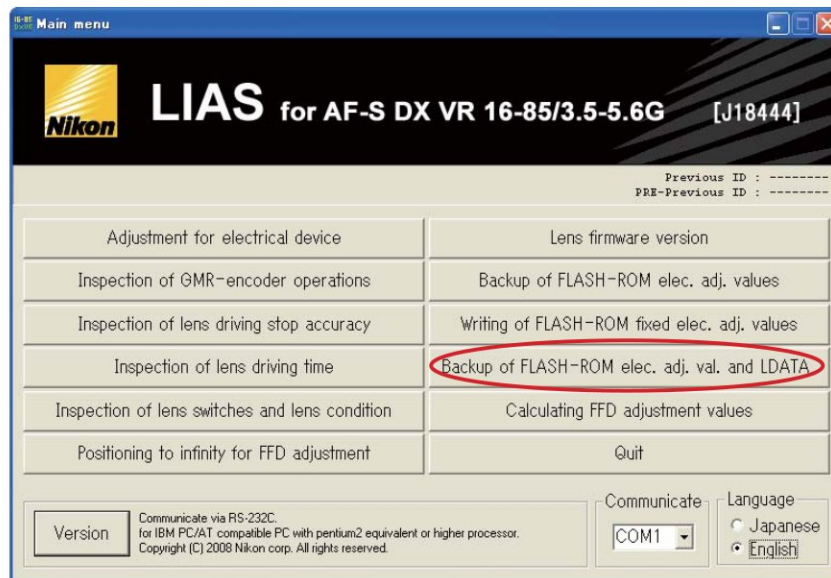 Main menu
Nikon
LIAS for AF-S DX VR 16-85/3.5-5.6G [J18444]
Previous ID : --------
PRE-Previous ID : --------
Adjustment for electrical device
Lens firmware version
Inspection of GMR-encoder operations
Backup of FLASH-ROM elec. adj. values
Inspection of lens driving stop accuracy
Writing of FLASH-ROM fixed elec. adj. values
Inspection of lens driving time
Backup of FLASH-ROM elec. adj. val. and LDATA
Inspection of lens switches and lens condition
Calculating FFD adjustment values
Positioning to infinity for FFD adjustment
Quit
Version
Communicate via RS-232C.
for IBM PC/AT compatible PC with pentium2 equivalent or higher processor.
Copyright (C) 2008 Nikon corp. All rights reserved.
Communicate
COM1
Language
Japanese
English